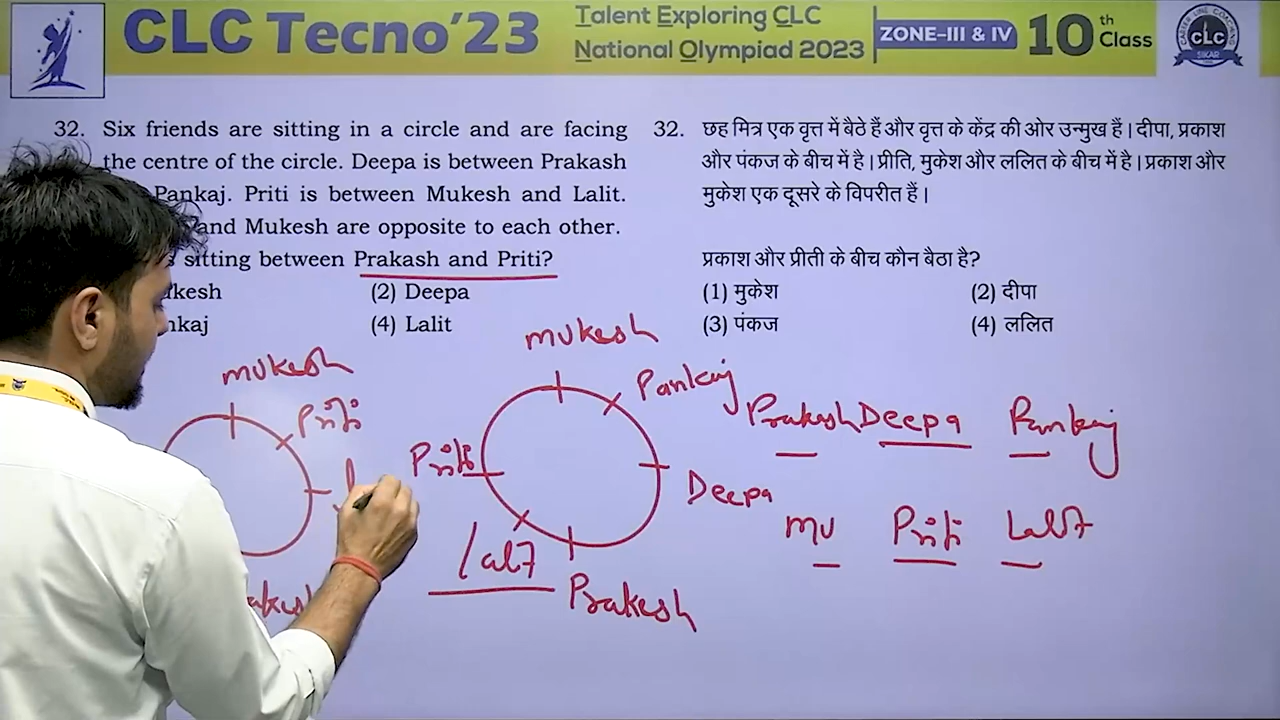 CLC Tecno'23
Talent Exploring CLC
National Olympiad 2023
ZONE–III & IV
10th Class
CLC
SIKAR
32. Six friends are sitting in a circle and are facing
the centre of the circle. Deepa is between Prakash
Pankaj. Priti is between Mukesh and Lalit.
and Mukesh are opposite to each other.
sitting between Prakash and Priti?
(2) Deepa
(4) Lalit
32. छह मित्र एक वृत्त में बैठे हैं और वृत्त के केंद्र की ओर उन्मुख हैं। दीपा, प्रकाश
और पंकज के बीच में है। प्रीति, मुकेश और ललित के बीच में है। प्रकाश और
मुकेश एक दूसरे के विपरीत हैं।
प्रकाश और प्रीती के बीच कौन बैठा है?
(1) मुकेश (2) दीपा
(3) पंकज (4) ललित
mukesh
Priti
mukesh
Pankaj
Priti
Deepa
Lalit
Prakesh
Prakesh Deepa Pankaj
Mu Priti Lalit